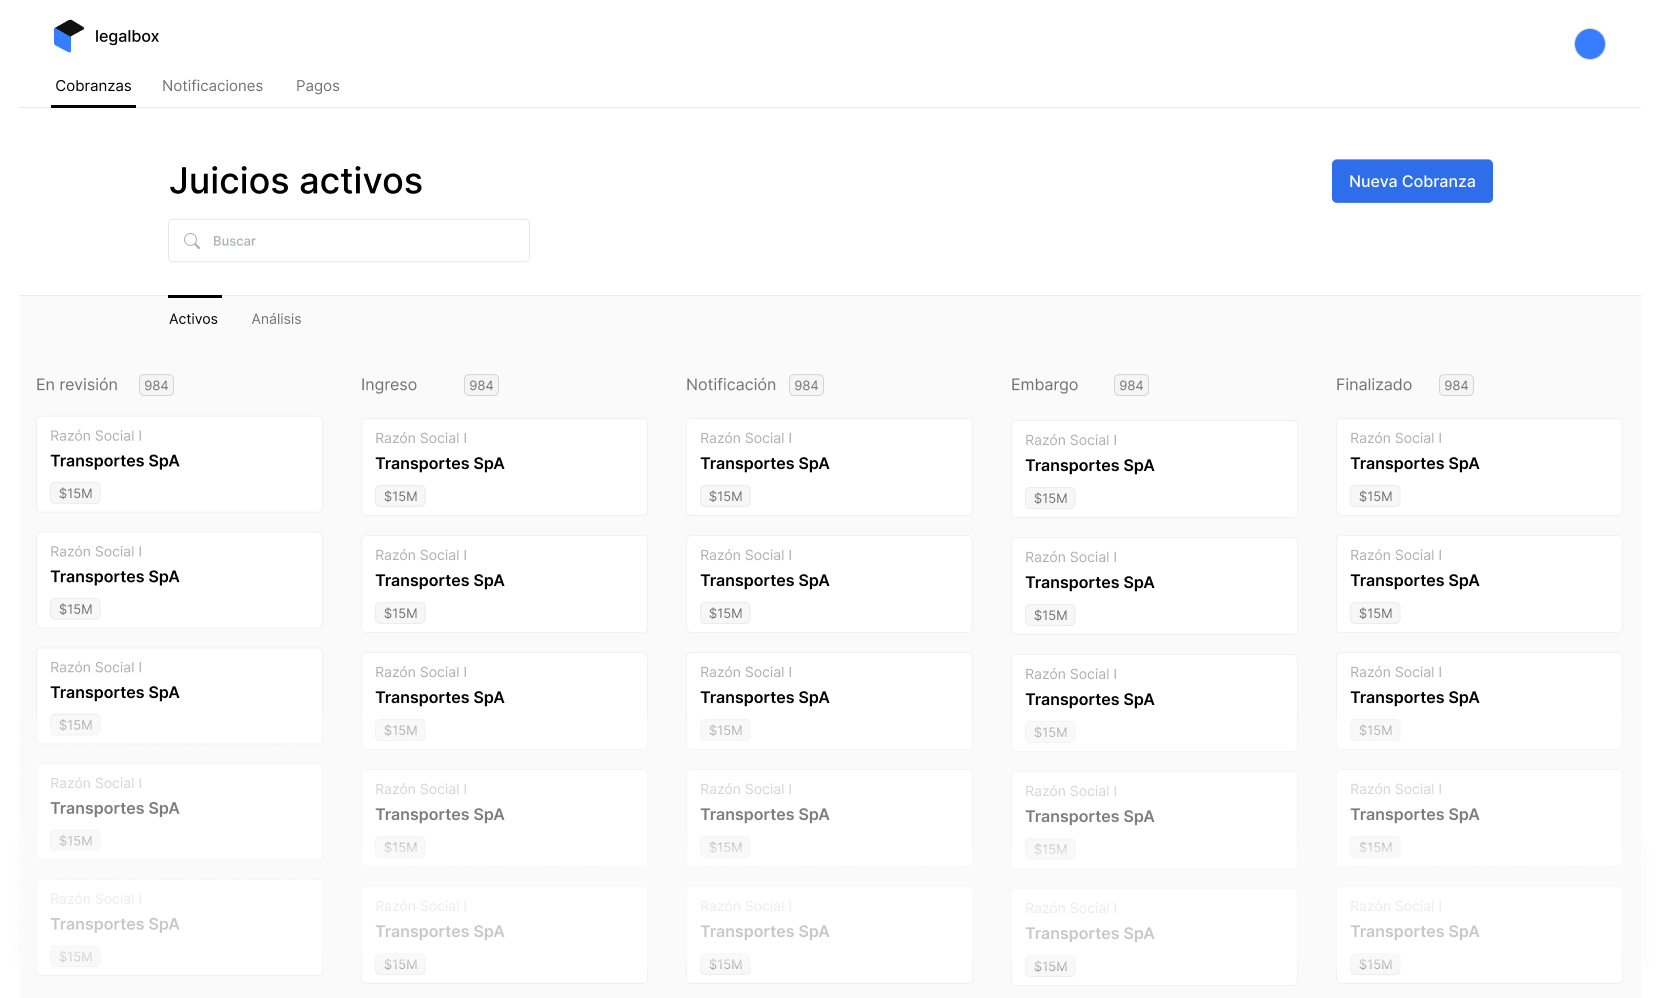 legalbox
Cobranzas
Notificaciones
Pagos
Juicios activos
Nueva Cobranza
Buscar
Activos
Análisis
En revisión
984
Razón Social I
Transportes SpA
$15M
Razón Social I
Transportes SpA
$15M
Razón Social I
Transportes SpA
$15M
Razón Social I
Transportes SpA
$15M
Razón Social I
Transportes SpA
$15M
Ingreso
984
Razón Social I
Transportes SpA
$15M
Razón Social I
Transportes SpA
$15M
Razón Social I
Transportes SpA
$15M
Razón Social I
Transportes SpA
$15M
Razón Social I
Transportes SpA
$15M
Notificación
984
Razón Social I
Transportes SpA
$15M
Razón Social I
Transportes SpA
$15M
Razón Social I
Transportes SpA
$15M
Razón Social I
Transportes SpA
$15M
Razón Social I
Transportes SpA
$15M
Embargo
984
Razón Social I
Transportes SpA
$15M
Razón Social I
Transportes SpA
$15M
Razón Social I
Transportes SpA
$15M
Razón Social I
Transportes SpA
$15M
Razón Social I
Transportes SpA
$15M
Finalizado
984
Razón Social I
Transportes SpA
$15M
Razón Social I
Transportes SpA
$15M
Razón Social I
Transportes SpA
$15M
Razón Social I
Transportes SpA
$15M
Razón Social I
Transportes SpA
$15M